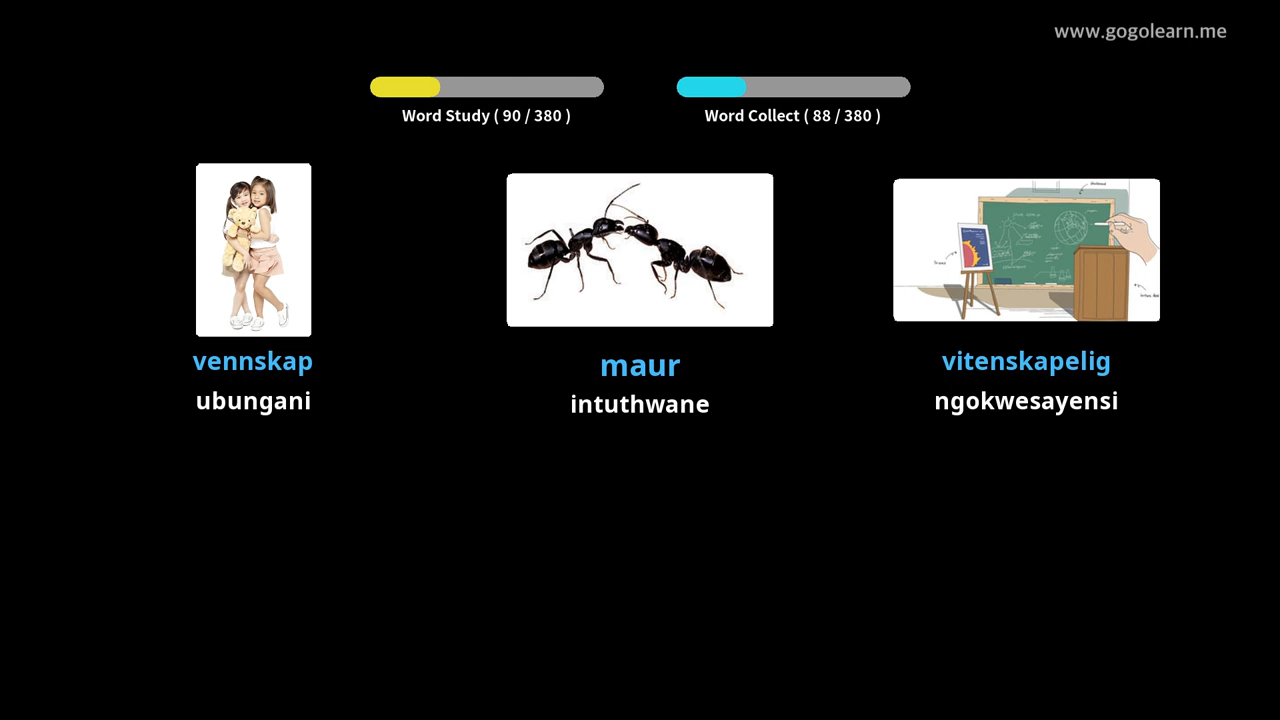 www.gogolearn.me
Word Study ( 90 / 380 )
Word Collect ( 88 / 380 )
vennskap
maur
vitenskapelig
ubungani
intuthwane
ngokwesayensi